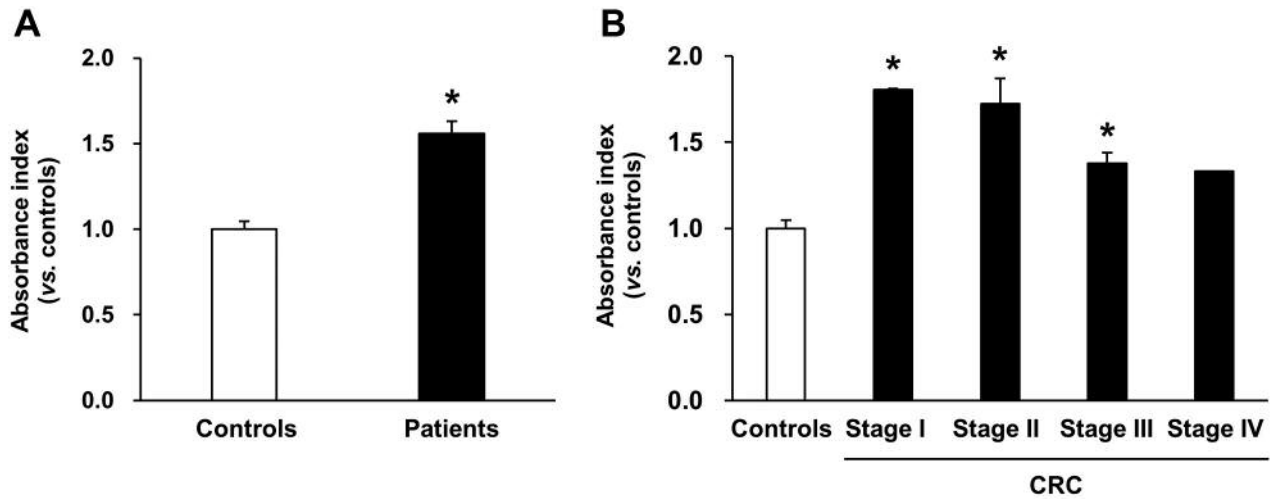 A
Absorbance index
(vs. controls)
2.0
1.5
1.0
0.5
0.0
*
Controls Patients
B
Absorbance index
(vs. controls)
2.0
1.5
1.0
0.5
0.0
* * *
Controls Stage I Stage II Stage III Stage IV
CRC